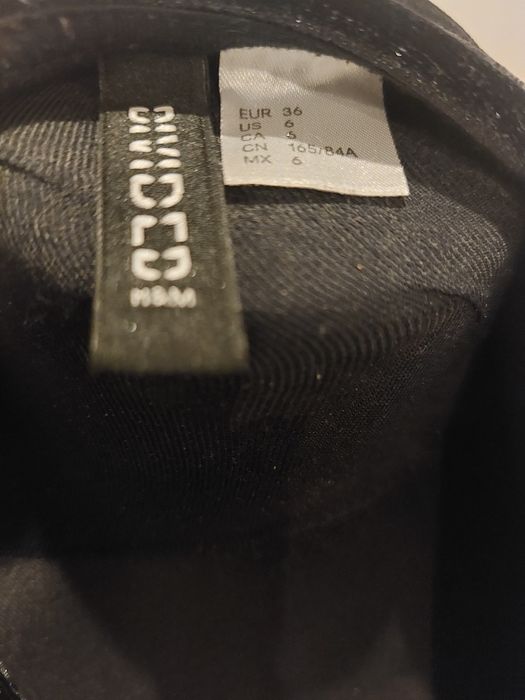 DIVIDED
H&M
EUR 36
US 6
CA 6
CN 165/84A
MX 6